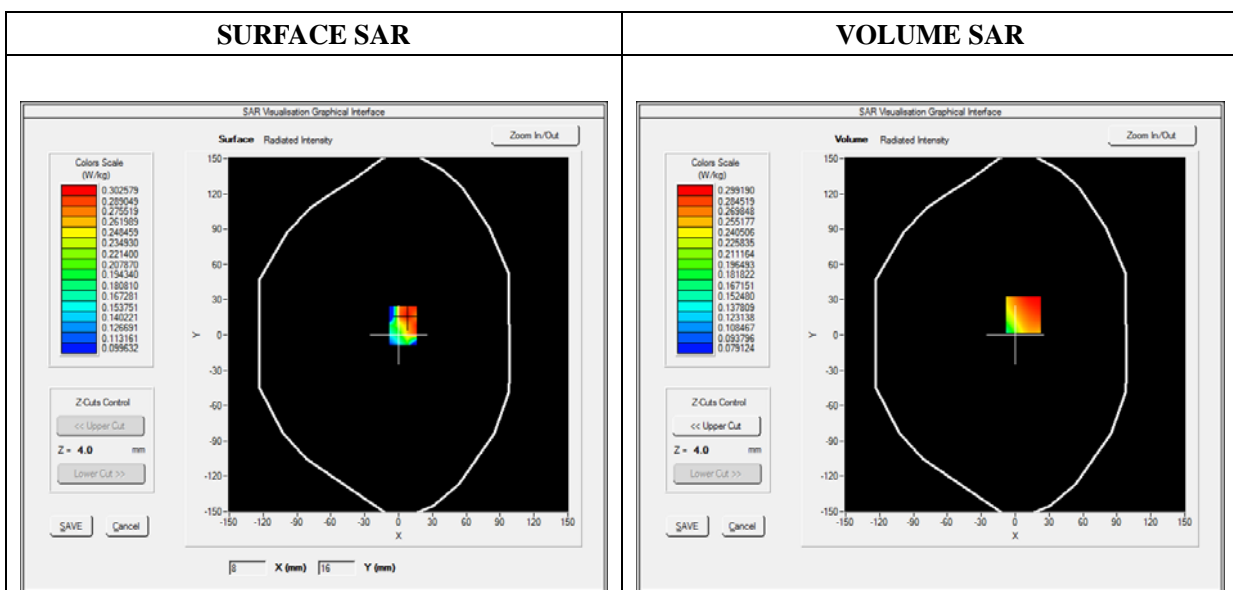 SURFACE SAR
VOLUME SAR
SAR Visualisation Graphical Interface
Surface Radiated Intensity
Zoom In/Out
Colors Scale
(W/kg)
0.302579
0.289049
0.275519
0.261989
0.248459
0.234930
0.221400
0.207870
0.194340
0.180810
0.167281
0.153751
0.140221
0.126691
0.113161
0.099632
Z-Cuts Control
<< Upper Cut
Z = 4.0 mm
Lower Cut >>
SAVE Cancel
150
120
90
60
30
0
-30
-60
-90
-120
-150
Y
-150 -120 -90 -60 -30 0 30 60 90 120 150
X
8 X (mm) 16 Y (mm)
SAR Visualisation Graphical Interface
Volume Radiated Intensity
Zoom In/Out
Colors Scale
(W/kg)
0.299190
0.284519
0.269848
0.255177
0.240506
0.225835
0.211164
0.196493
0.181822
0.167151
0.152480
0.137809
0.123138
0.108467
0.093796
0.079124
Z-Cuts Control
<< Upper Cut
Z = 4.0 mm
Lower Cut >>
SAVE Cancel
150
120
90
60
30
0
-30
-60
-90
-120
-150
Y
-150 -120 -90 -60 -30 0 30 60 90 120 150
X